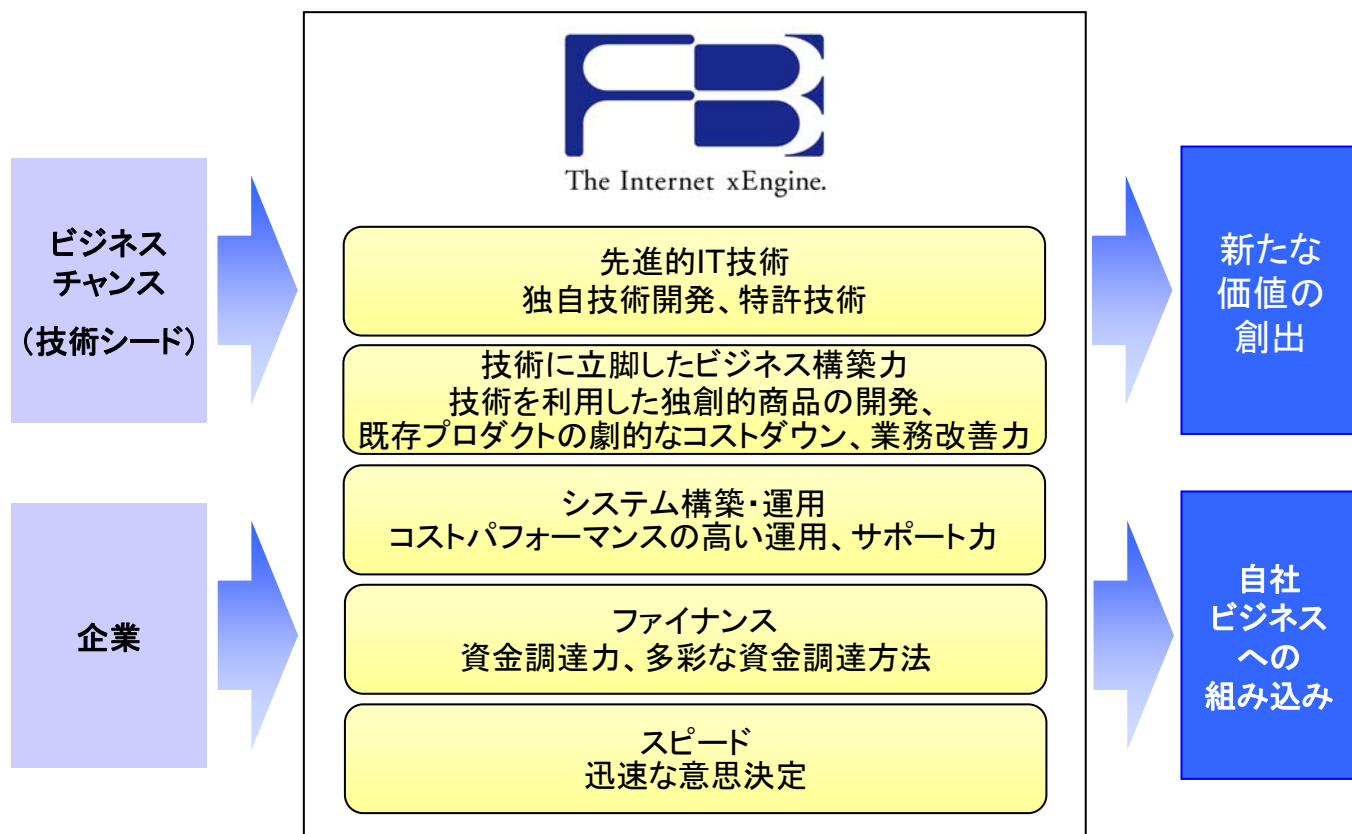 FB
The Internet xEngine.
ビジネス
チャンス
(技術シード)
企業
先進的IT技術
独自技術開発、特許技術
技術に立脚したビジネス構築力
技術を利用した独創的商品の開発、
既存プロダクトの劇的なコストダウン、業務改善力
システム構築・運用
コストパフォーマンスの高い運用、サポート力
ファイナンス
資金調達力、多彩な資金調達方法
スピード
迅速な意思決定
新たな
価値の
創出
自社
ビジネス
への
組み込み